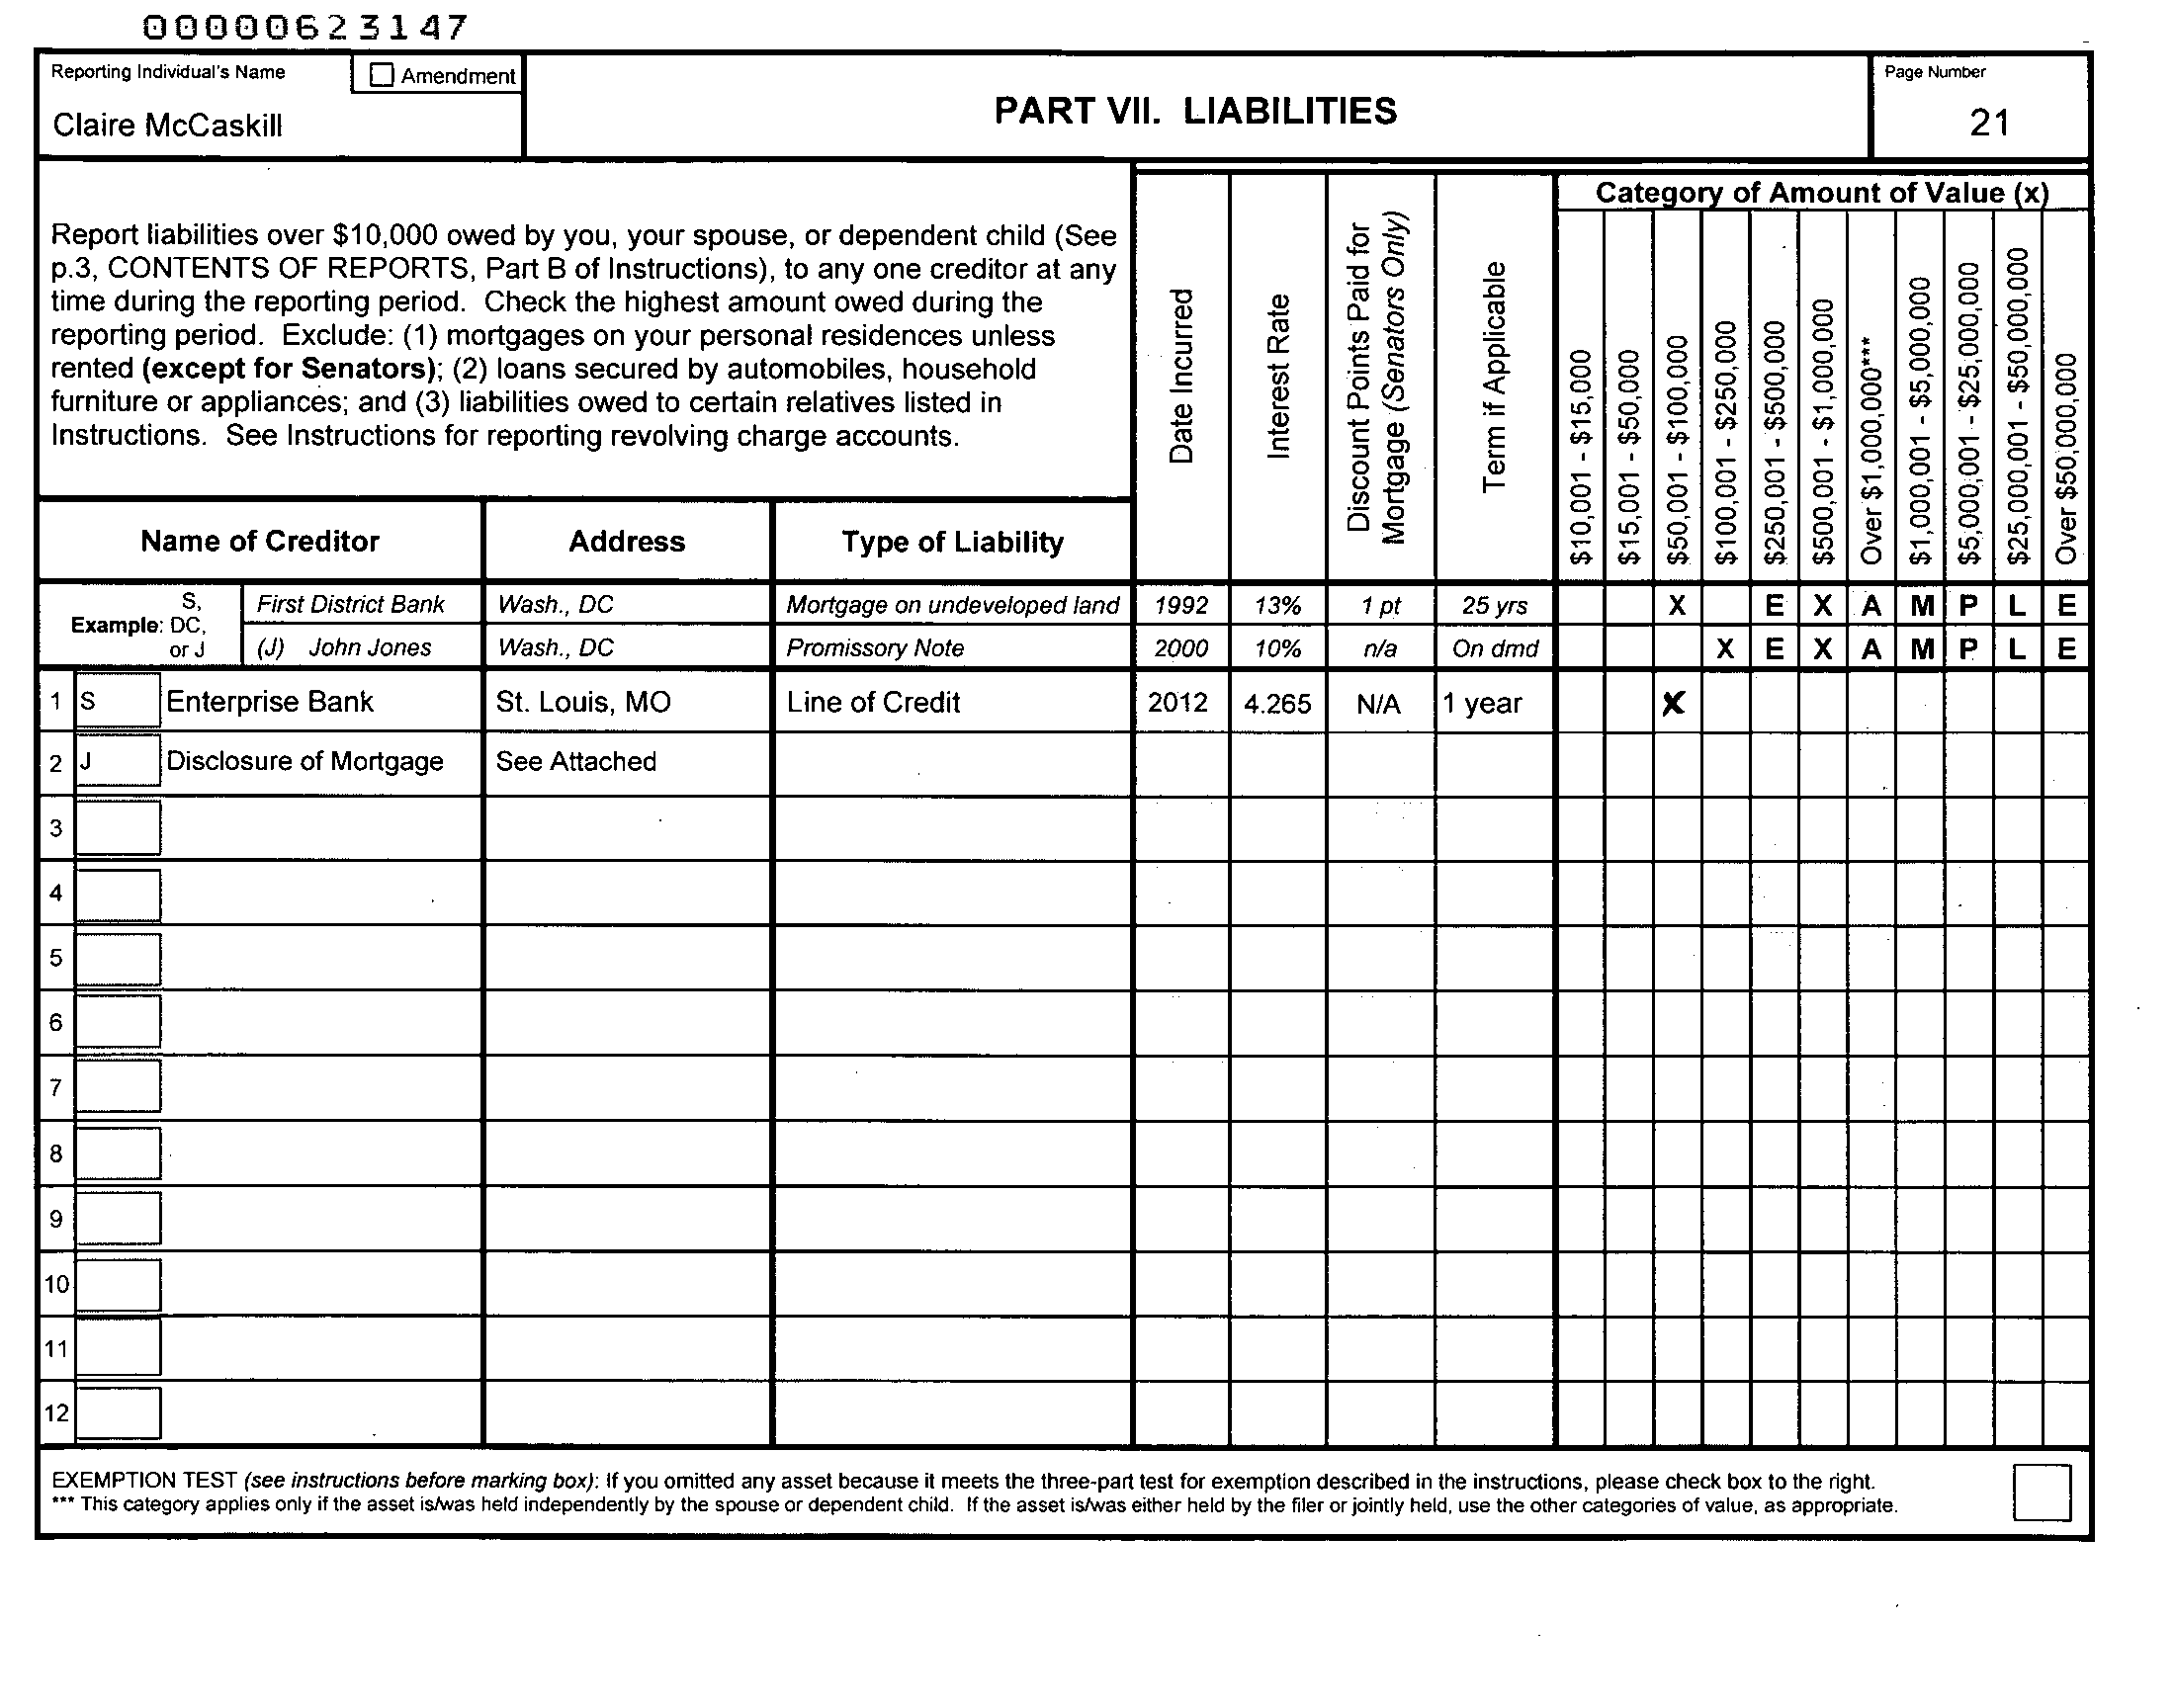 00000623147
Reporting Individual's Name
Amendment
Claire McCaskill
PART VII. LIABILITIES
Page Number
21
Report liabilities over $10,000 owed by you, your spouse, or dependent child (See
p.3, CONTENTS OF REPORTS, Part B of Instructions), to any one creditor at any
time during the reporting period. Check the highest amount owed during the
reporting period. Exclude: (1) mortgages on your personal residences unless
rented (except for Senators); (2) loans secured by automobiles, household
furniture or appliances; and (3) liabilities owed to certain relatives listed in
Instructions. See Instructions for reporting revolving charge accounts.
Name of Creditor
Address
Type of Liability
Date Incurred
Interest Rate
Discount Points Paid for
Mortgage (Senators Only)
Term if Applicable
Category of Amount of Value (x)
$10,001 - $15,000
$15,001 - $50,000
$50,001 - $100,000
$100,001 - $250,000
$250,001 - $500,000
$500,001 - $1,000,000
Over $1,000,000***
$1,000,001 - $5,000,000
$5,000,001 - $25,000,000
$25,000,001 - $50,000,000
Over $50,000,000
Example: S, DC, or J
First District Bank Wash., DC Mortgage on undeveloped land 1992 13% 1 pt 25 yrs X E X A M P L E
(J) John Jones Wash., DC Promissory Note 2000 10% n/a On dmd X E X A M P L E
1 S Enterprise Bank St. Louis, MO Line of Credit 2012 4.265 N/A 1 year X
2 J Disclosure of Mortgage See Attached
3
4
5
6
7
8
9
10
11
12
EXEMPTION TEST (see instructions before marking box): If you omitted any asset because it meets the three-part test for exemption described in the instructions, please check box to the right.
*** This category applies only if the asset is/was held independently by the spouse or dependent child. If the asset is/was either held by the filer or jointly held, use the other categories of value, as appropriate.